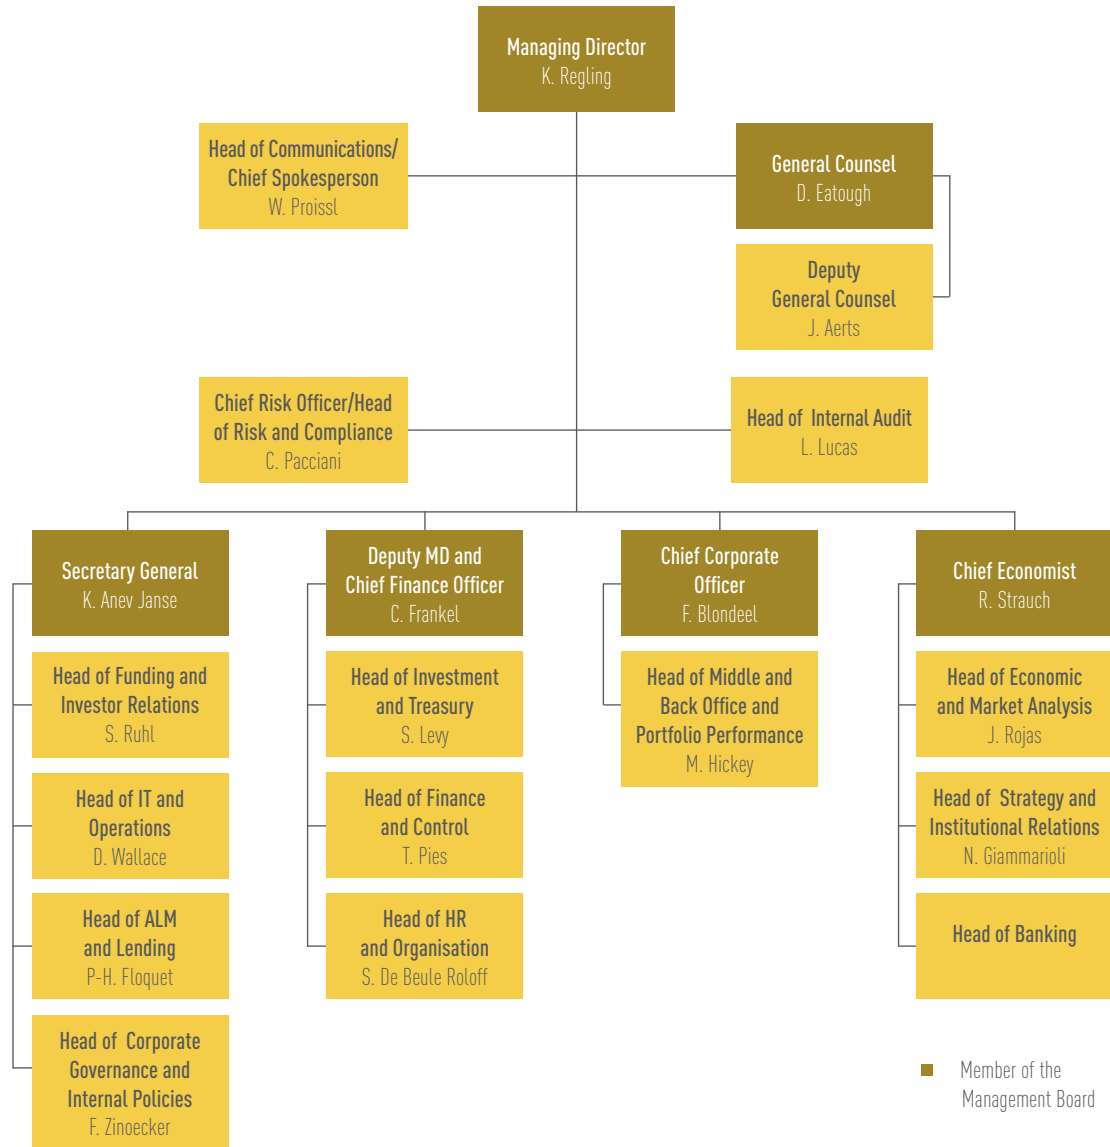 Managing Director
K. Regling
Head of Communications/
Chief Spokesperson
W. Proissl
General Counsel
D. Eatough
Deputy
General Counsel
J. Aerts
Chief Risk Officer/Head
of Risk and Compliance
C. Pacciani
Head of Internal Audit
L. Lucas
Secretary General
K. Anev Janse
Head of Funding and
Investor Relations
S. Ruhl
Head of IT and
Operations
D. Wallace
Head of ALM
and Lending
P-H. Floquet
Head of Corporate
Governance and
Internal Policies
F. Zinoecker
Deputy MD and
Chief Finance Officer
C. Frankel
Head of Investment
and Treasury
S. Levy
Head of Finance
and Control
T. Pies
Head of HR
and Organisation
S. De Beule Roloff
Chief Corporate
Officer
F. Blondeel
Head of Middle and
Back Office and
Portfolio Performance
M. Hickey
Chief Economist
R. Strauch
Head of Economic
and Market Analysis
J. Rojas
Head of Strategy and
Institutional Relations
N. Giammarioli
Head of Banking
Member of the
Management Board